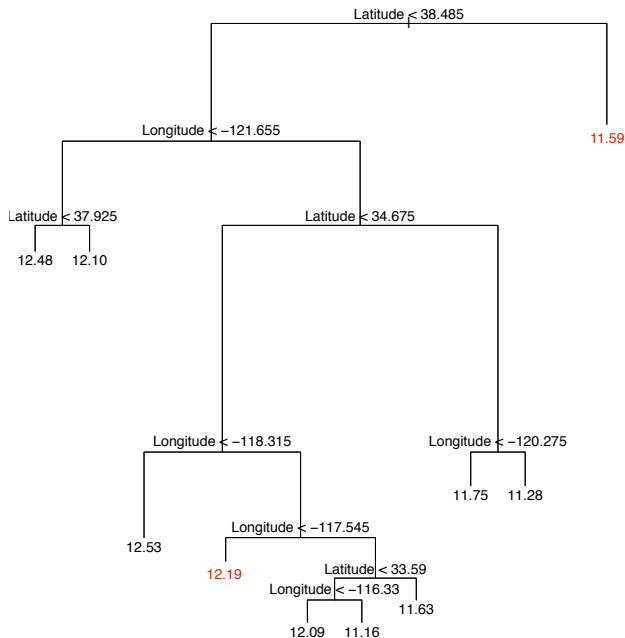 Latitude < 38.485
Longitude < −121.655
11.59
Latitude < 37.925
Latitude < 34.675
12.48
12.10
Longitude < −118.315
Longitude < −120.275
11.75
11.28
Longitude < −117.545
12.53
12.19
Latitude < 33.59
Longitude < −116.33
11.63
12.09
11.16